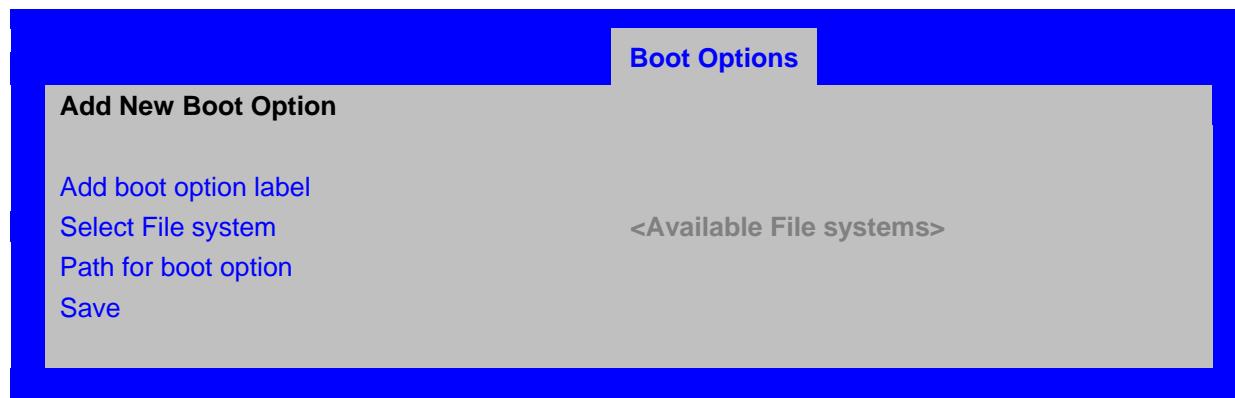 Boot Options
Add New Boot Option
Add boot option label
Select File system <Available File systems>
Path for boot option
Save